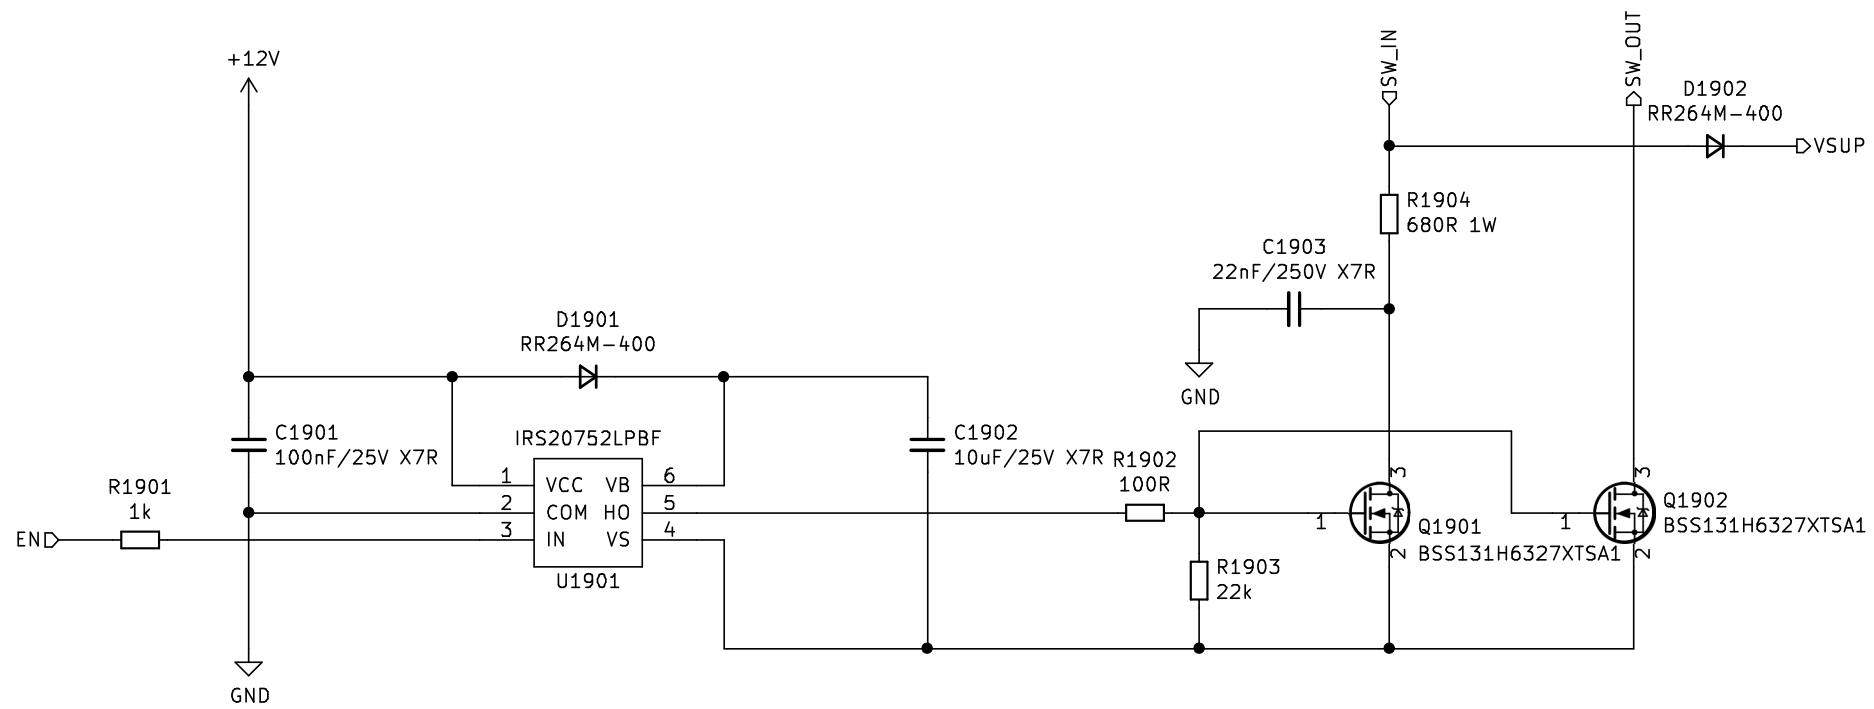 +12V
SW_IN
SW_OUT
D1902
RR264M-400
VSUP
R1904
680R 1W
C1903
22nF/250V X7R
GND
D1901
RR264M-400
C1901
100nF/25V X7R
IRS20752LPBF
C1902
10uF/25V X7R
R1902
100R
R1901
1k
EN
1 VCC VB 6
2 COM HO 5
3 IN VS 4
U1901
R1903
22k
1
3
2
Q1901
BSS131H6327XTSA1
1
3
2
Q1902
BSS131H6327XTSA1
GND